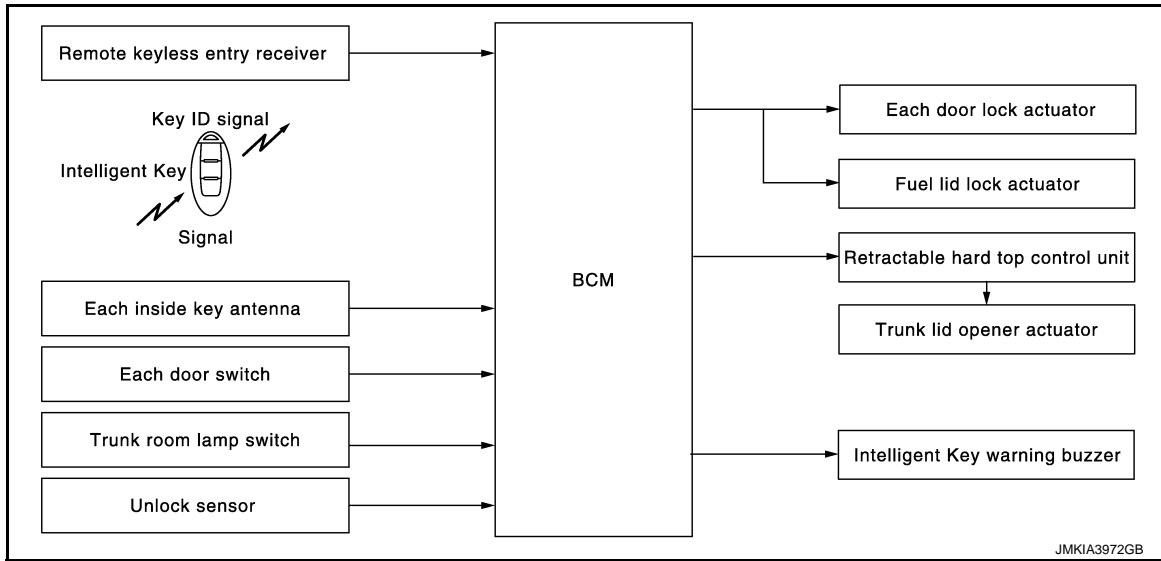 Remote keyless entry receiver
Key ID signal
Intelligent Key
Signal
Each inside key antenna
Each door switch
Trunk room lamp switch
Unlock sensor
BCM
Each door lock actuator
Fuel lid lock actuator
Retractable hard top control unit
Trunk lid opener actuator
Intelligent Key warning buzzer
JMKIA3972GB